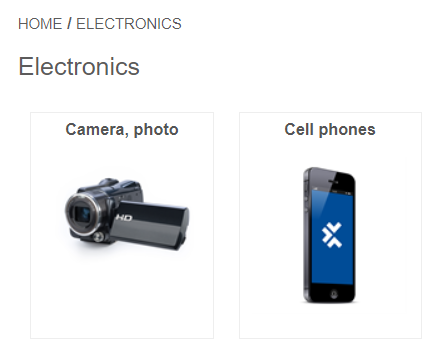 HOME / ELECTRONICS
Electronics
Camera, photo
Cell phones
HD